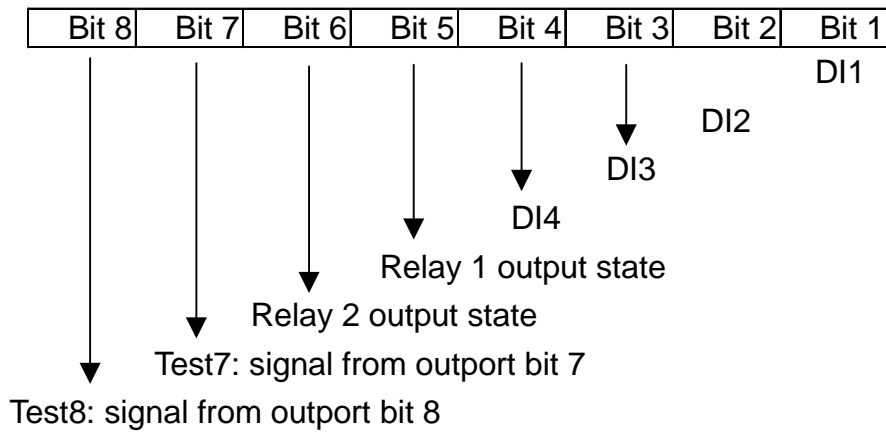 Bit 8 Bit 7 Bit 6 Bit 5 Bit 4 Bit 3 Bit 2 Bit 1
DI1
DI2
DI3
DI4
Relay 1 output state
Relay 2 output state
Test7: signal from outport bit 7
Test8: signal from outport bit 8